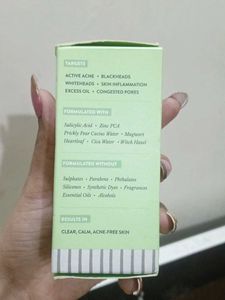 TARGETS
ACTIVE ACNE • BLACKHEADS
WHITEHEADS • SKIN INFLAMMATION
EXCESS OIL • CONGESTED PORES
FORMULATED WITH
Salicylic Acid • Zinc PCA
Prickly Pear Cactus Water • Mugwort
Heartleaf • Cica Water • Witch Hazel
FORMULATED WITHOUT
Sulphates • Parabens • Phthalates
Silicones • Synthetic Dyes • Fragrances
Essential Oils • Alcohols
RESULTS IN
CLEAR, CALM, ACNE-FREE SKIN